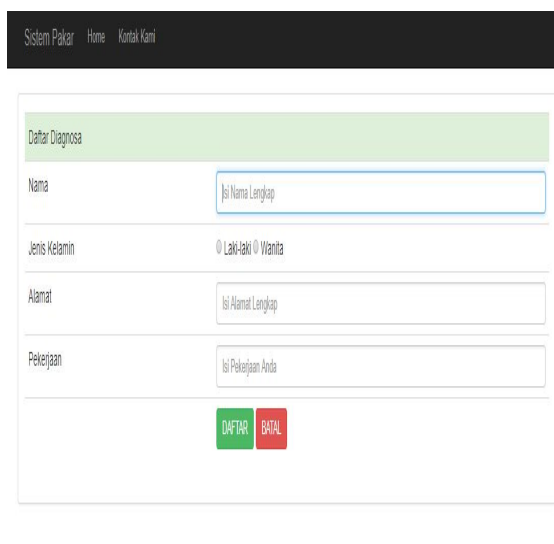 Sistem Pakar Home Kontak Kami
Daftar Diagnosa
Nama Isi Nama Lengkap
Jenis Kelamin Laki-laki Wanita
Alamat Isi Alamat Lengkap
Pekerjaan Isi Pekerjaan Anda
DAFTAR BATAL